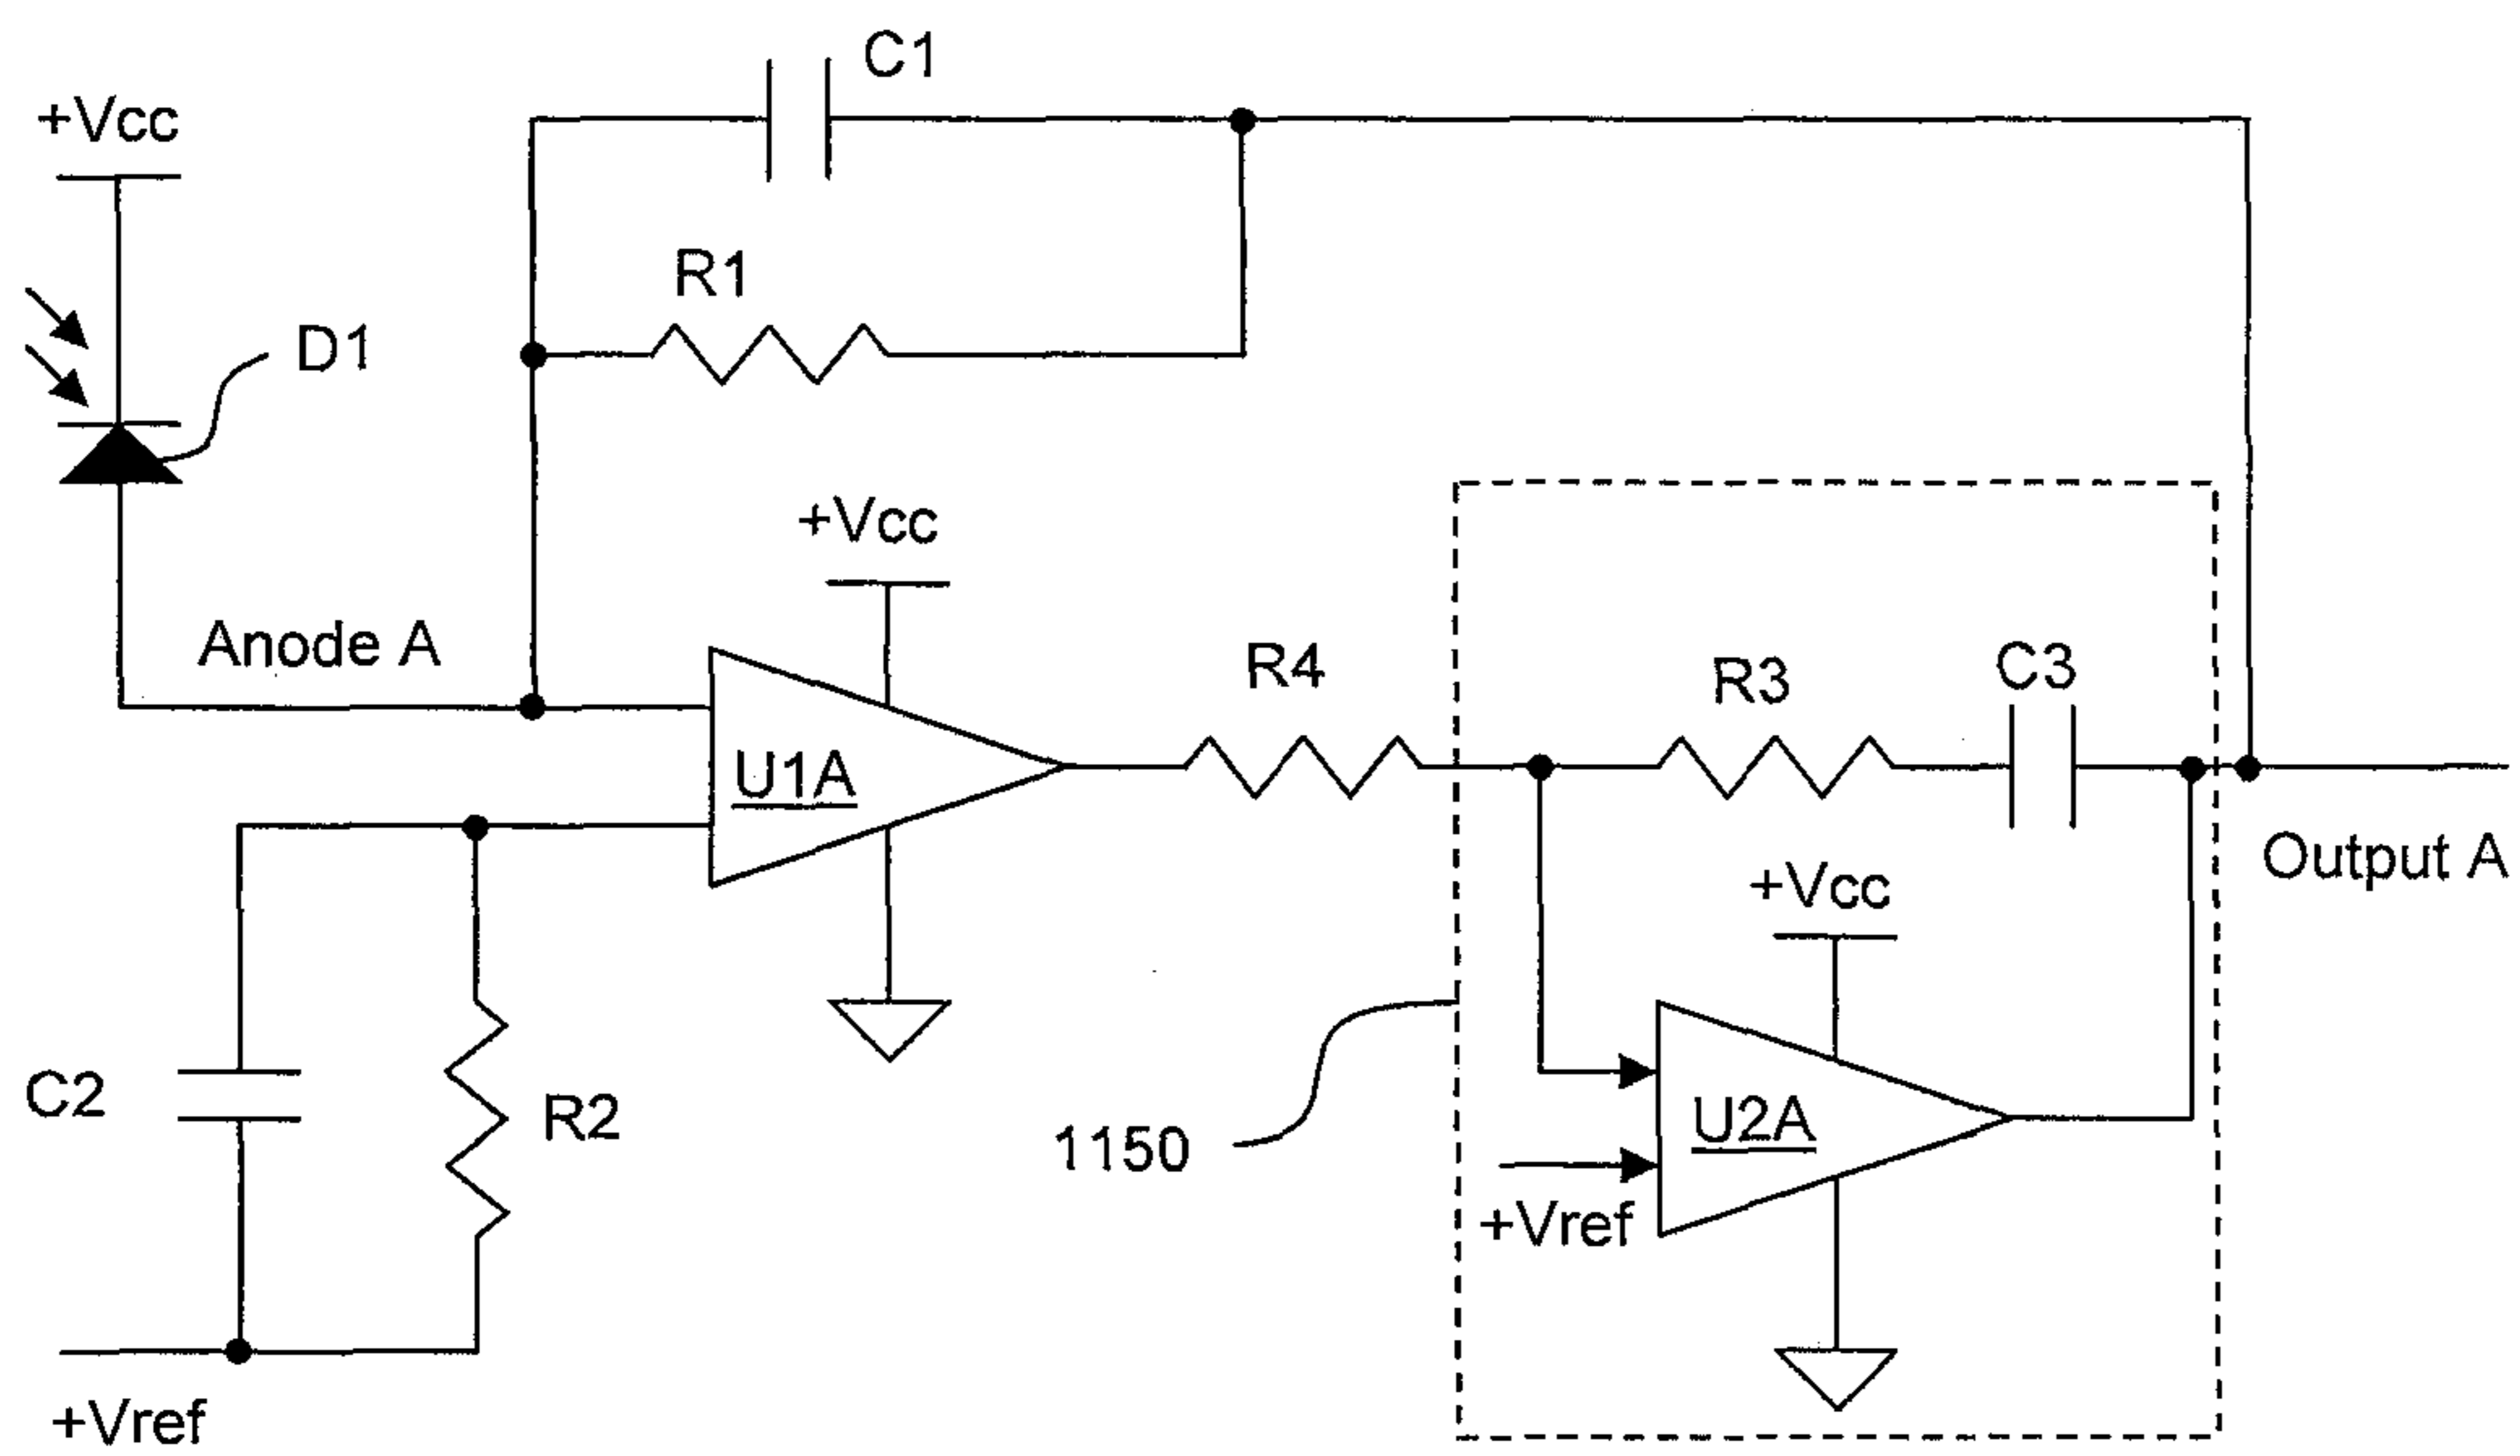 C1
+Vcc
R1
D1
+Vcc
Anode A
R4
R3
C3
U1A
Output A
+Vcc
C2
R2
U2A
1150
+Vref
+Vref